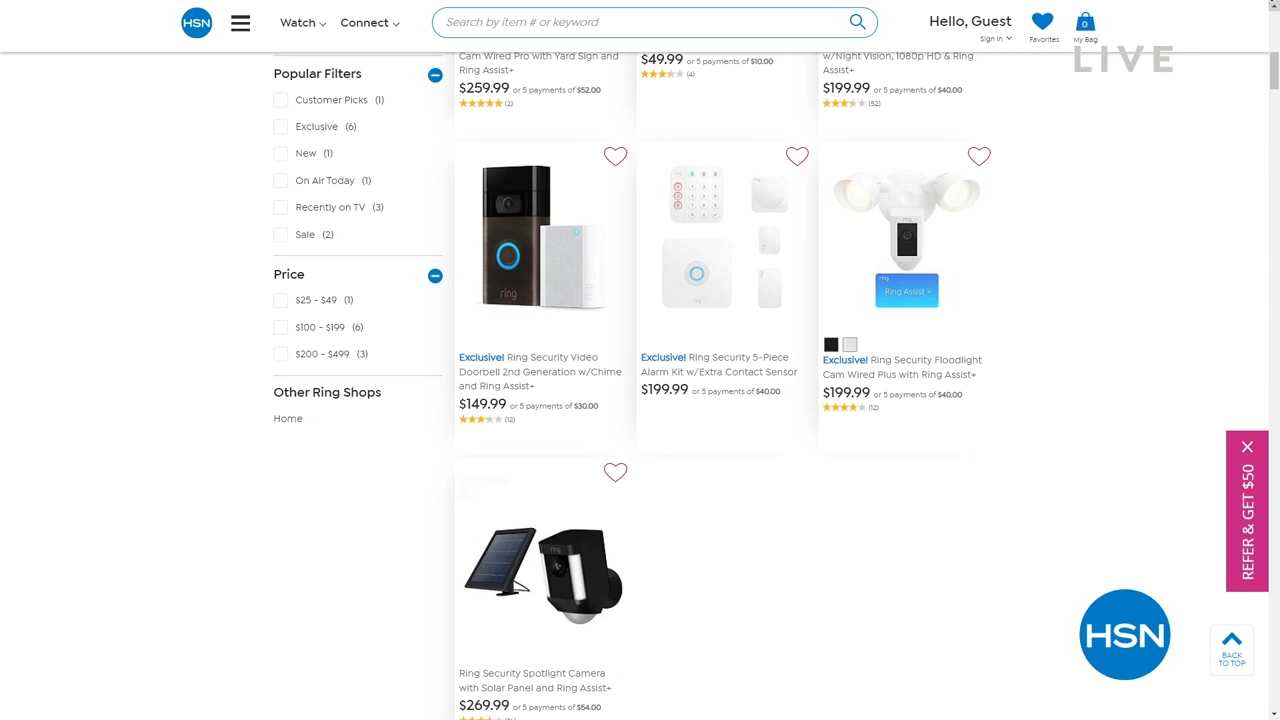 HSN
Watch
Connect
Search by item # or keyword
Hello, Guest
Sign In
Favorites
0
My Bag
LIVE
Popular Filters
Customer Picks (1)
Exclusive (6)
New (1)
On Air Today (1)
Recently on TV (3)
Sale (2)
Price
$25 - $49 (1)
$100 - $199 (6)
$200 - $499 (3)
Other Ring Shops
Home
Cam Wired Pro with Yard Sign and
Ring Assist+
$259.99 or 5 payments of $52.00
(2)
$49.99 or 5 payments of $10.00
(4)
w/Night Vision, 1080p HD & Ring
Assist+
$199.99 or 5 payments of $40.00
(52)
ring
Exclusive! Ring Security Video
Doorbell 2nd Generation w/Chime
and Ring Assist+
$149.99 or 5 payments of $30.00
(12)
Exclusive! Ring Security 5-Piece
Alarm Kit w/Extra Contact Sensor
$199.99 or 5 payments of $40.00
ring
Ring Assist +
Exclusive! Ring Security Floodlight
Cam Wired Plus with Ring Assist+
$199.99 or 5 payments of $40.00
(12)
ring
Ring Security Spotlight Camera
with Solar Panel and Ring Assist+
$269.99 or 5 payments of $54.00
REFER & GET $50
HSN
BACK
TO TOP